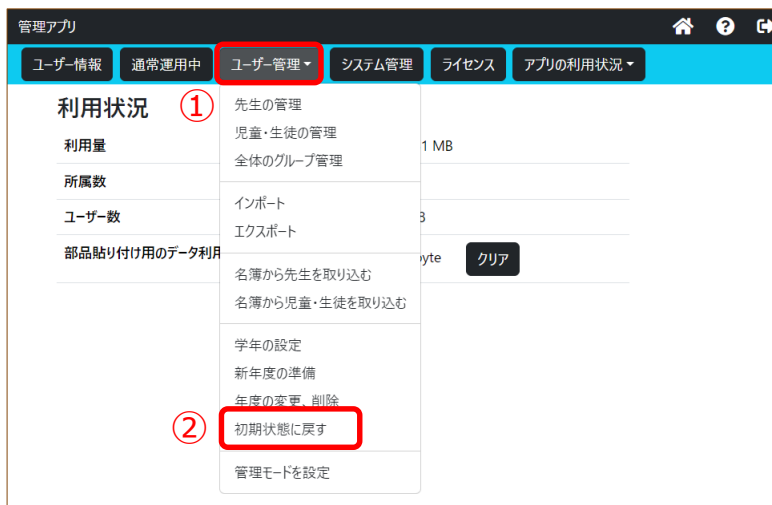 管理アプリ
ユーザー情報 通常運用中 ユーザー管理 システム管理 ライセンス アプリの利用状況
利用状況
①
先生の管理
児童・生徒の管理
全体のグループ管理
インポート
エクスポート
名簿から先生を取り込む
名簿から児童・生徒を取り込む
学年の設定
新年度の準備
年度の変更、削除
②
初期状態に戻す
管理モードを設定
利用量 1 MB
所属数
ユーザー数
部品貼り付け用のデータ利用 byte クリア